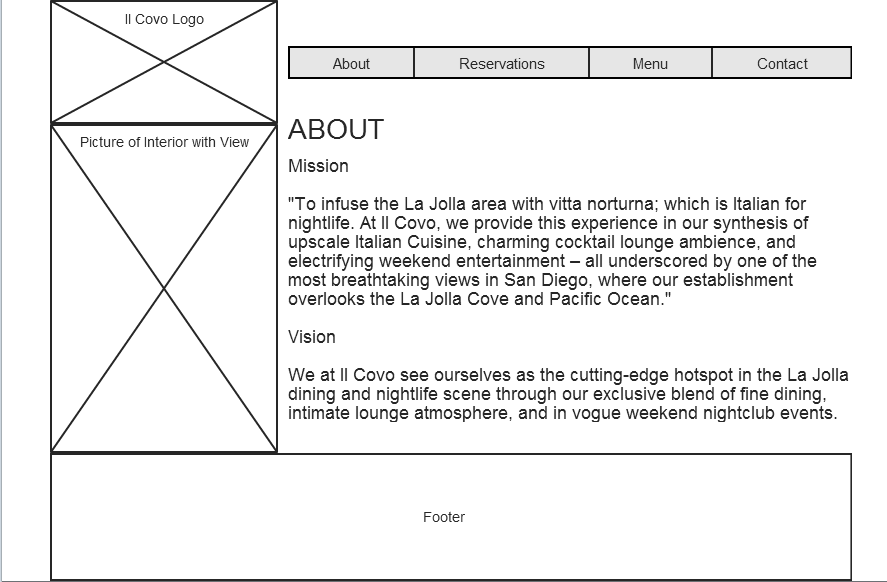 Il Covo Logo
About Reservations Menu Contact
Picture of Interior with View
ABOUT
Mission
"To infuse the La Jolla area with vitta norturna; which is Italian for
nightlife. At Il Covo, we provide this experience in our synthesis of
upscale Italian Cuisine, charming cocktail lounge ambience, and
electrifying weekend entertainment – all underscored by one of the
most breathtaking views in San Diego, where our establishment
overlooks the La Jolla Cove and Pacific Ocean."
Vision
We at Il Covo see ourselves as the cutting-edge hotspot in the La Jolla
dining and nightlife scene through our exclusive blend of fine dining,
intimate lounge atmosphere, and in vogue weekend nightclub events.
Footer